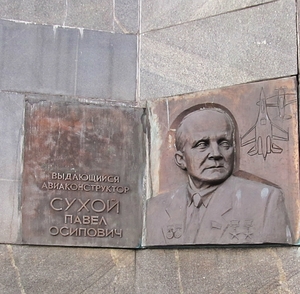 ВЫДАЮЩИЙСЯ
АВИАКОНСТРУКТОР
СУХОЙ
ПАВЕЛ
ОСИПОВИЧ